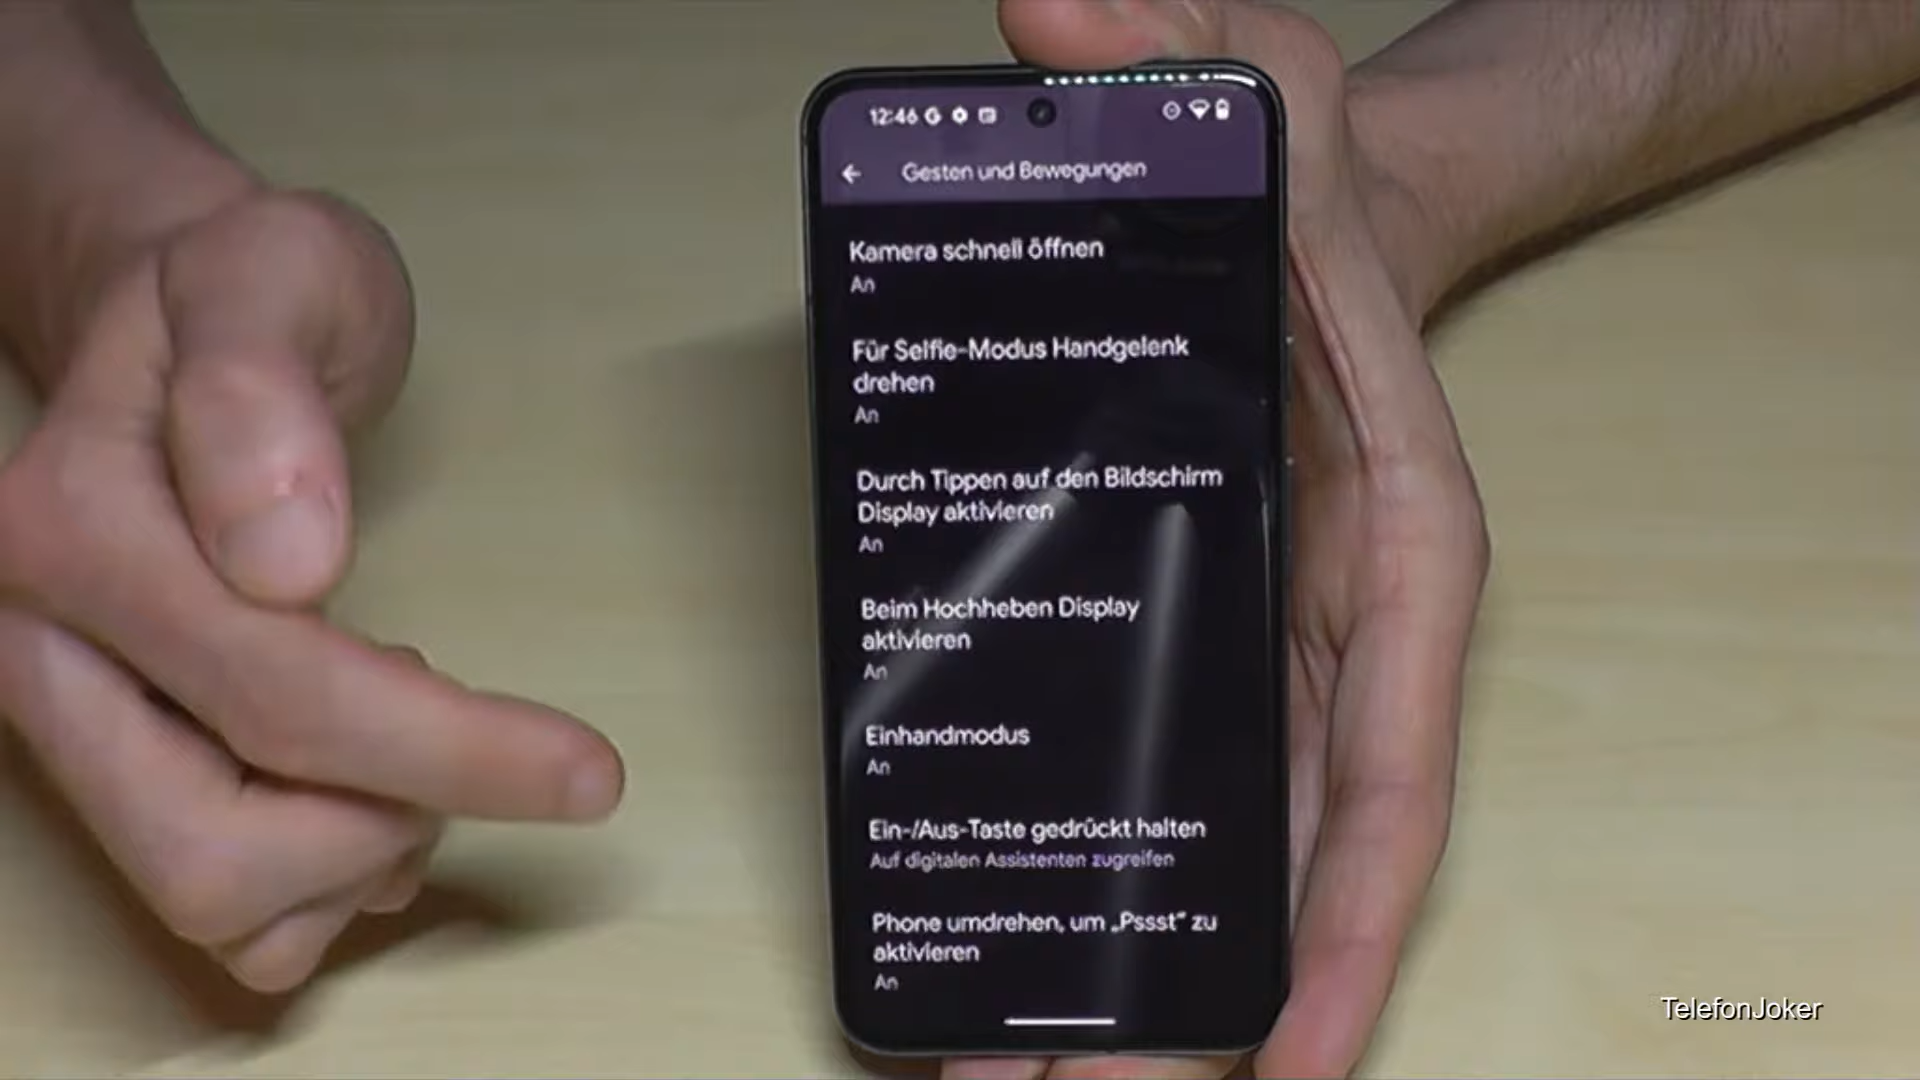 12:46
Gesten und Bewegungen
Kamera schnell öffnen
An
Für Selfie-Modus Handgelenk
drehen
An
Durch Tippen auf den Bildschirm
Display aktivieren
An
Beim Hochheben Display
aktivieren
An
Einhandmodus
An
Ein-/Aus-Taste gedrückt halten
Auf digitalen Assistenten zugreifen
Phone umdrehen, um „Pssst“ zu
aktivieren
An
TelefonJoker